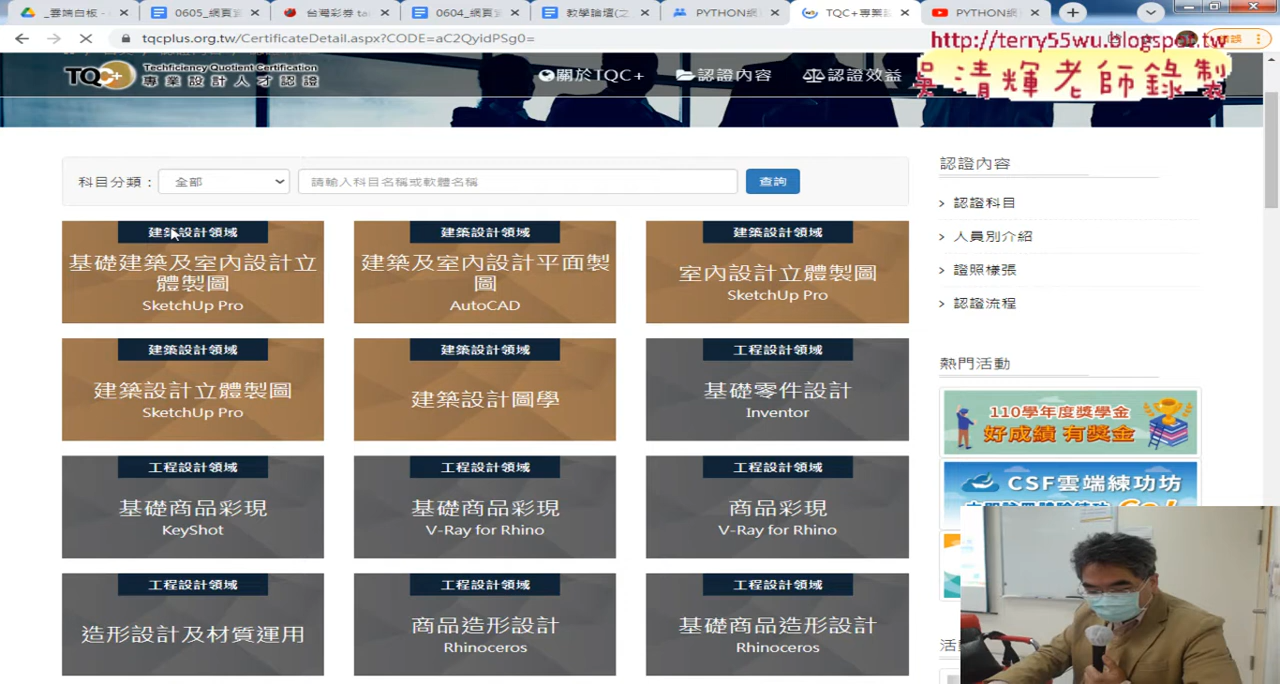 _雲端白板 -
0605_網頁資
台灣彩券 tai
0604_網頁資
教學論壇(之
PYTHON網
TQC+專業設
PYTHON網
tqcplus.org.tw/CertificateDetail.aspx?CODE=aC2QyidPSg0=
http://terry55wu.blogspot.tw
吳清輝老師錄製
TQC+
Techficiency Quotient Certification
專業設計人才認證
關於TQC+
認證內容
認證效益
科目分類：
全部
請輸入科目名稱或軟體名稱
查詢
建築設計領域
基礎建築及室內設計立
體製圖
SketchUp Pro
建築設計領域
建築及室內設計平面製
圖
AutoCAD
建築設計領域
室內設計立體製圖
SketchUp Pro
建築設計領域
建築設計立體製圖
SketchUp Pro
建築設計領域
建築設計圖學
工程設計領域
基礎零件設計
Inventor
工程設計領域
基礎商品彩現
KeyShot
工程設計領域
基礎商品彩現
V-Ray for Rhino
工程設計領域
商品彩現
V-Ray for Rhino
工程設計領域
造形設計及材質運用
工程設計領域
商品造形設計
Rhinoceros
工程設計領域
基礎商品造形設計
Rhinoceros
認證內容
> 認證科目
> 人員別介紹
> 證照樣張
> 認證流程
熱門活動
110學年度獎學金
好成績 有獎金
CSF雲端練功坊